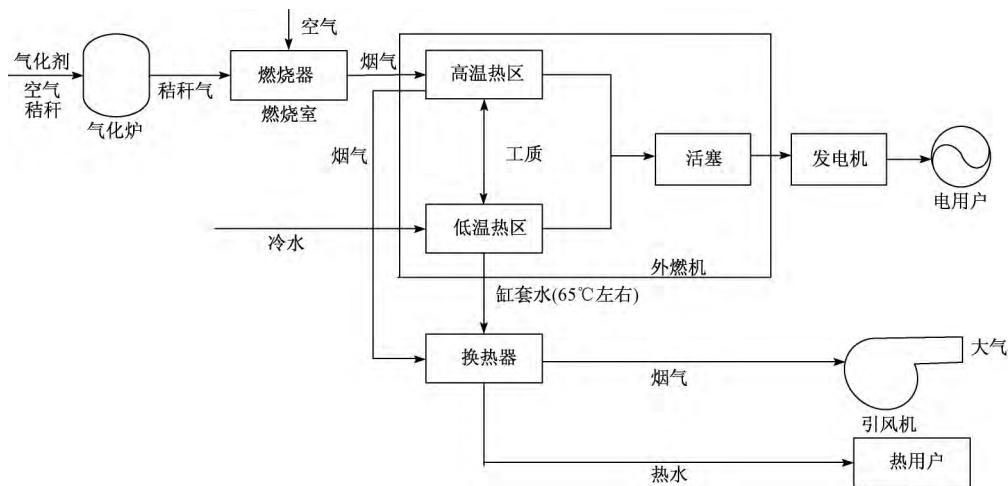 空气
气化剂
空气
秸秆
气化炉
秸秆气
燃烧器
燃烧室
烟气
高温热区
烟气
工质
活塞
发电机
电用户
低温热区
冷水
外燃机
缸套水(65℃左右)
换热器
烟气
大气
引风机
热水
热用户